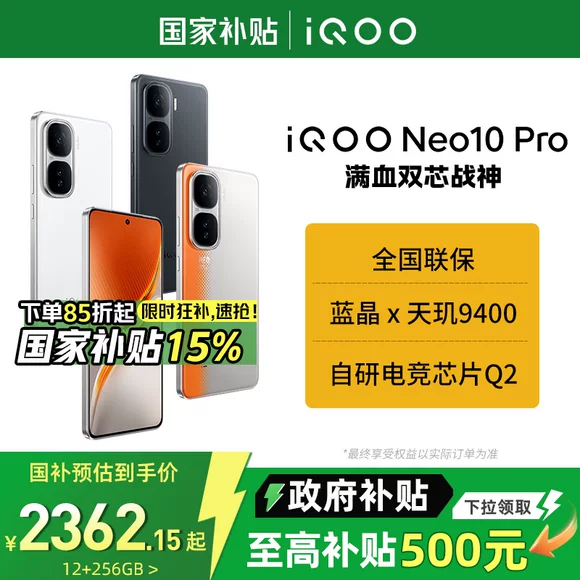 国家补贴 iQOO
iQOO Neo10 Pro
满血双芯战神
全国联保
蓝晶 x 天玑9400
自研电竞芯片Q2
*最终享受权益以实际订单为准
下单85折起 限时狂补,速抢!
国家补贴15%
国补预估到手价
¥2362.15起
12+256GB >
政府补贴 下拉领取
至高补贴500元